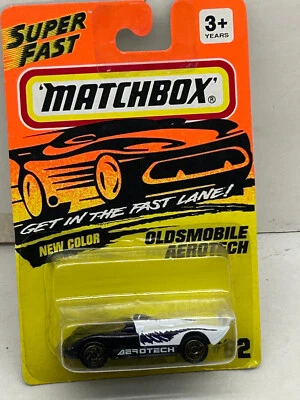 SUPER
FAST
3+
YEARS
'MATCHBOX'®
GET IN THE FAST LANE!
NEW COLOR
OLDSMOBILE
AEROTECH
AEROTECH